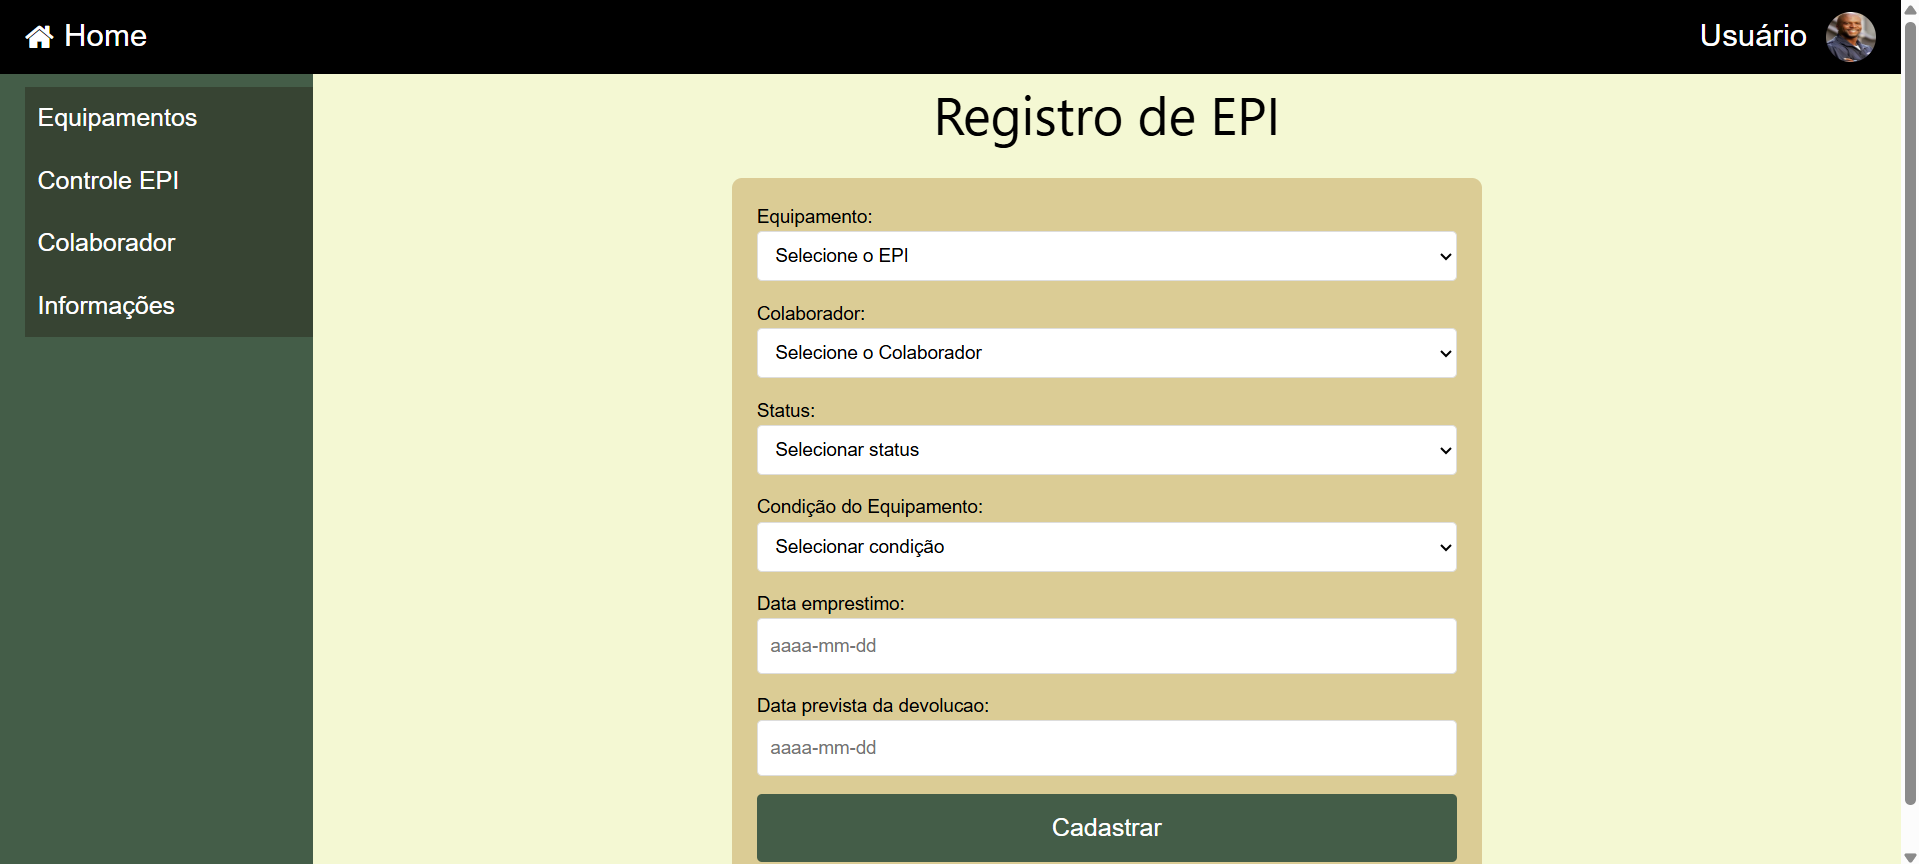 Home
Usuário
Equipamentos
Controle EPI
Colaborador
Informações
Registro de EPI
Equipamento:
Selecione o EPI
Colaborador:
Selecione o Colaborador
Status:
Selecionar status
Condição do Equipamento:
Selecionar condição
Data emprestimo:
aaaa-mm-dd
Data prevista da devolucao:
aaaa-mm-dd
Cadastrar